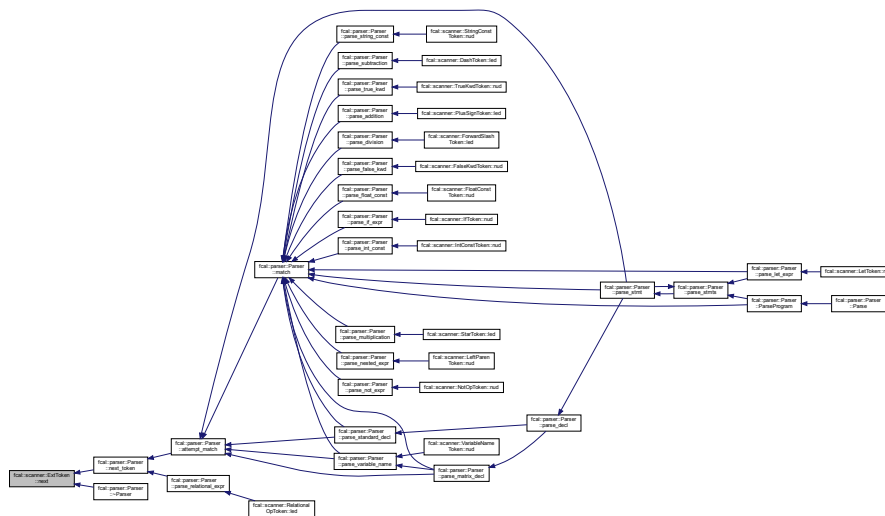 fcal::parser::Parser
::parse_string_const
fcal::scanner::StringConst
Token::nud
fcal::parser::Parser
::parse_subtraction
fcal::scanner::DashToken::led
fcal::parser::Parser
::parse_true_kwd
fcal::scanner::TrueKwdToken::nud
fcal::parser::Parser
::parse_addition
fcal::scanner::PlusSignToken::led
fcal::parser::Parser
::parse_division
fcal::scanner::ForwardSlash
Token::led
fcal::parser::Parser
::parse_false_kwd
fcal::scanner::FalseKwdToken::nud
fcal::parser::Parser
::parse_float_const
fcal::scanner::FloatConst
Token::nud
fcal::parser::Parser
::parse_if_expr
fcal::scanner::IfToken::nud
fcal::parser::Parser
::parse_int_const
fcal::scanner::IntConstToken::nud
fcal::parser::Parser
::match
fcal::parser::Parser
::parse_let_expr
fcal::scanner::LetToken::n
fcal::parser::Parser
::parse_stmt
fcal::parser::Parser
::parse_stmts
fcal::parser::Parser
::ParseProgram
fcal::parser::Parser
::Parse
fcal::parser::Parser
::parse_multiplication
fcal::scanner::StarToken::led
fcal::parser::Parser
::parse_nested_expr
fcal::scanner::LeftParen
Token::nud
fcal::parser::Parser
::parse_not_expr
fcal::scanner::NotOpToken::nud
fcal::parser::Parser
::parse_decl
fcal::parser::Parser
::parse_standard_decl
fcal::parser::Parser
::attempt_match
fcal::scanner::VariableName
Token::nud
fcal::parser::Parser
::parse_variable_name
fcal::parser::Parser
::parse_matrix_decl
fcal::parser::Parser
::next_token
fcal::scanner::ExtToken
::next
fcal::parser::Parser
::~Parser
fcal::parser::Parser
::parse_relational_expr
fcal::scanner::Relational
OpToken::led